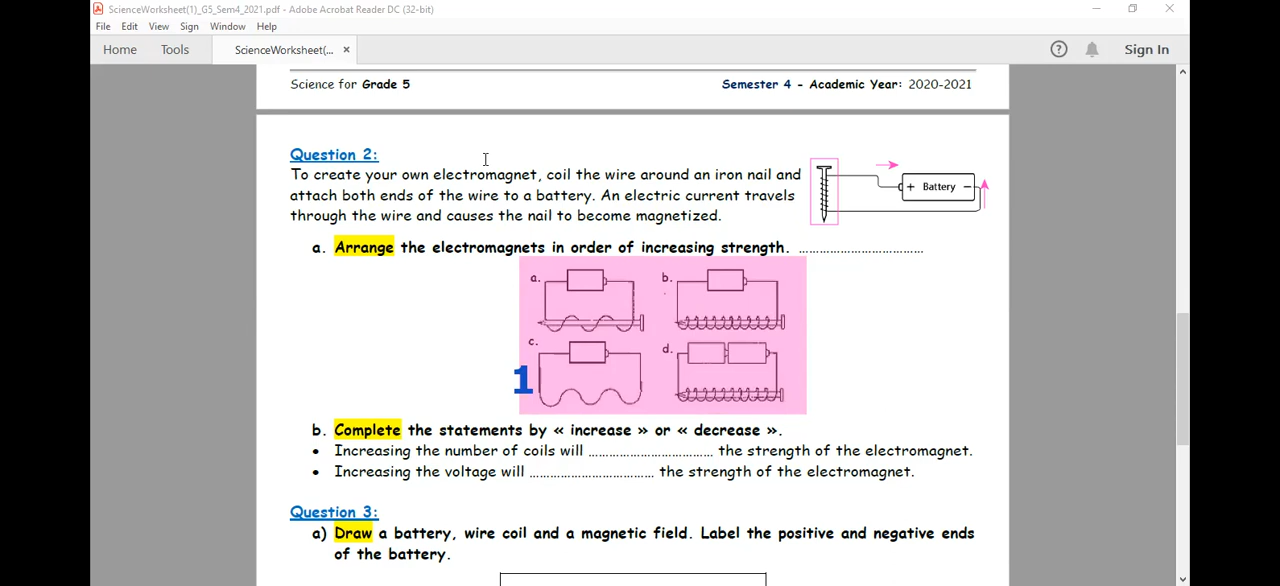 ScienceWorksheet(1)_G5_Sem4_2021.pdf - Adobe Acrobat Reader DC (32-bit)
File Edit View Sign Window Help
Home Tools ScienceWorksheet(... × Sign In
Science for Grade 5 Semester 4 - Academic Year: 2020-2021
Question 2:
To create your own electromagnet, coil the wire around an iron nail and
attach both ends of the wire to a battery. An electric current travels
through the wire and causes the nail to become magnetized.
+ Battery −
a. Arrange the electromagnets in order of increasing strength. ................................
a. b.
c. d.
1
b. Complete the statements by « increase » or « decrease ».
• Increasing the number of coils will ................................ the strength of the electromagnet.
• Increasing the voltage will ................................ the strength of the electromagnet.
Question 3:
a) Draw a battery, wire coil and a magnetic field. Label the positive and negative ends
of the battery.